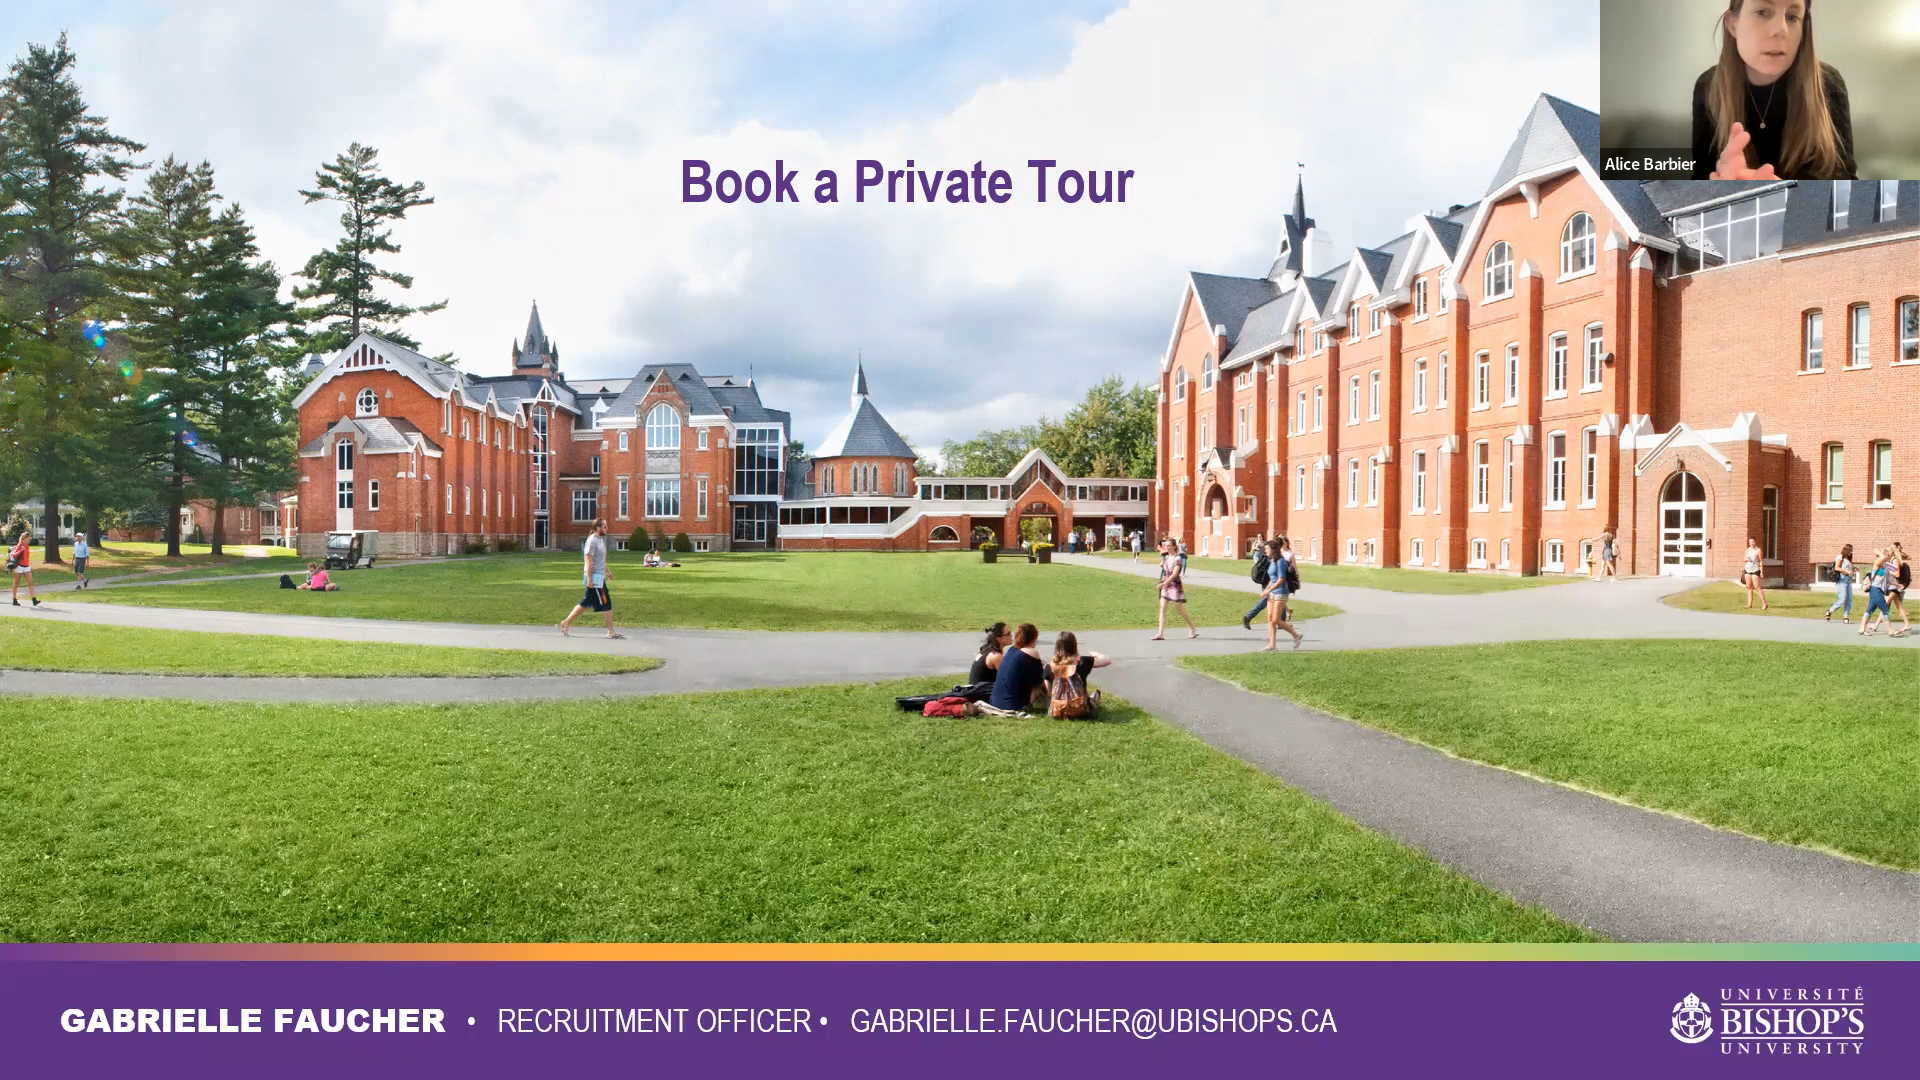 Alice Barbier
Book a Private Tour
GABRIELLE FAUCHER • RECRUITMENT OFFICER • GABRIELLE.FAUCHER@UBISHOPS.CA
UNIVERSITÉ
BISHOP'S
UNIVERSITY